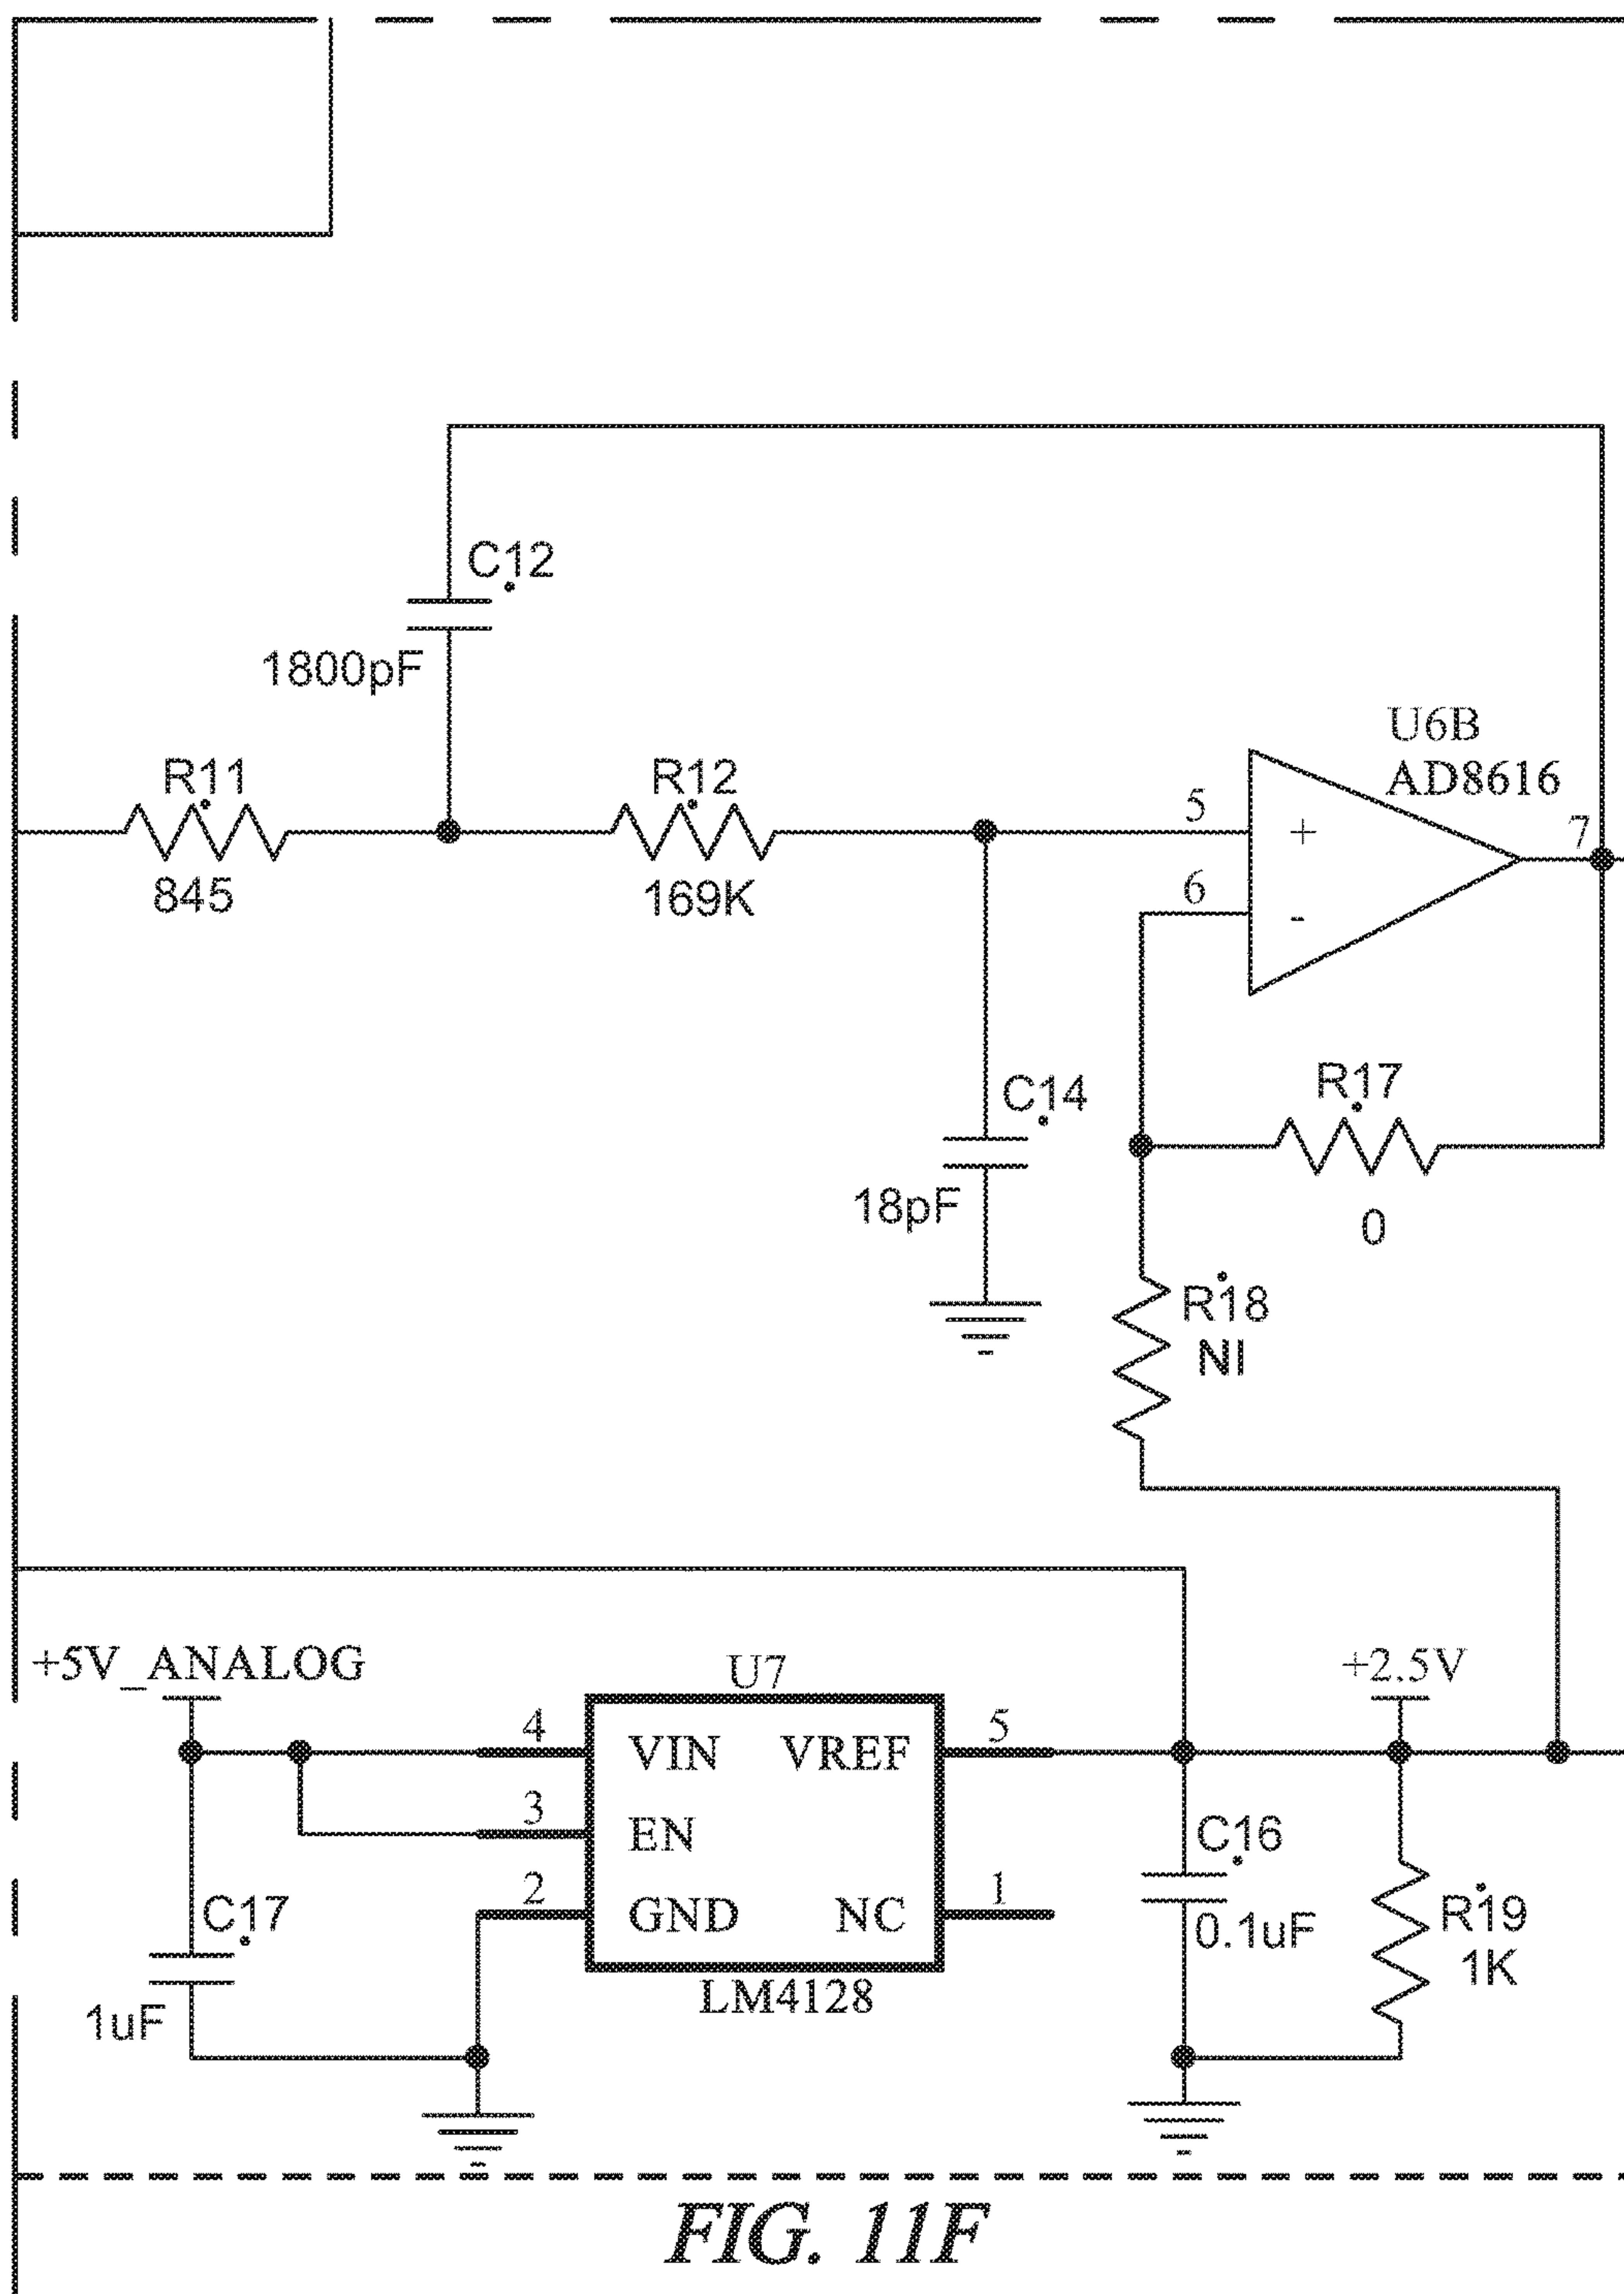 C12
1800pF
U6B
AD8616
R11
R12
5
+
7
845
169K
6
-
R17
C14
18pF
0
R18
NI
+5V_ANALOG
U7
+2.5V
4
VIN
VREF
5
3
EN
C16
C17
2
GND
NC
1
0.1uF
R19
1K
1uF
LM4128
FIG. 11F